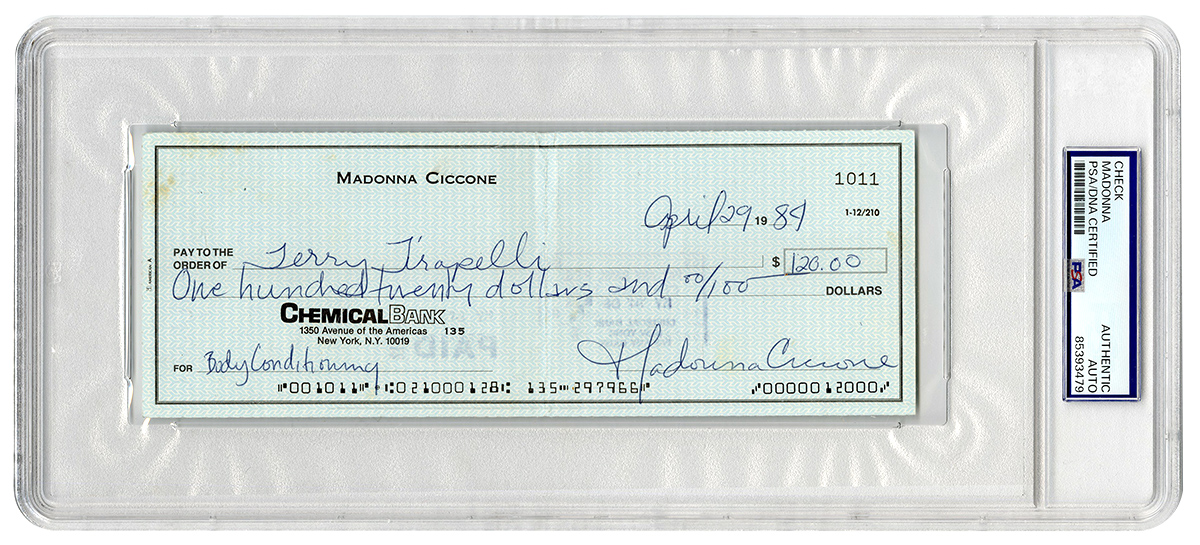 MADONNA CICCONE
1011
April 29 19 84
1-12/210
PAY TO THE ORDER OF Terry Trapelli $ 120.00
One hundred twenty dollars and 00/100 DOLLARS
CHEMICAL BANK
1350 Avenue of the Americas 135
New York, N.Y. 10019
FOR Body Conditioning
Madonna Ciccone
⑈001011⑈ ⑆021000128⑆ 135⑉297966⑈ ⑇0000012000⑇
CHECK
MADONNA
PSA/DNA CERTIFIED
PSA
AUTHENTIC
AUTO
85393479
PAID